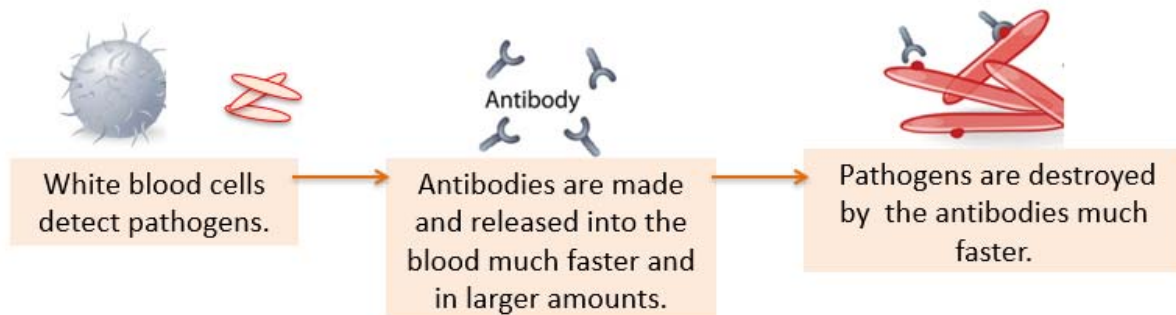 Antibody
White blood cells
detect pathogens.
Antibodies are made
and released into the
blood much faster and
in larger amounts.
Pathogens are destroyed
by the antibodies much
faster.